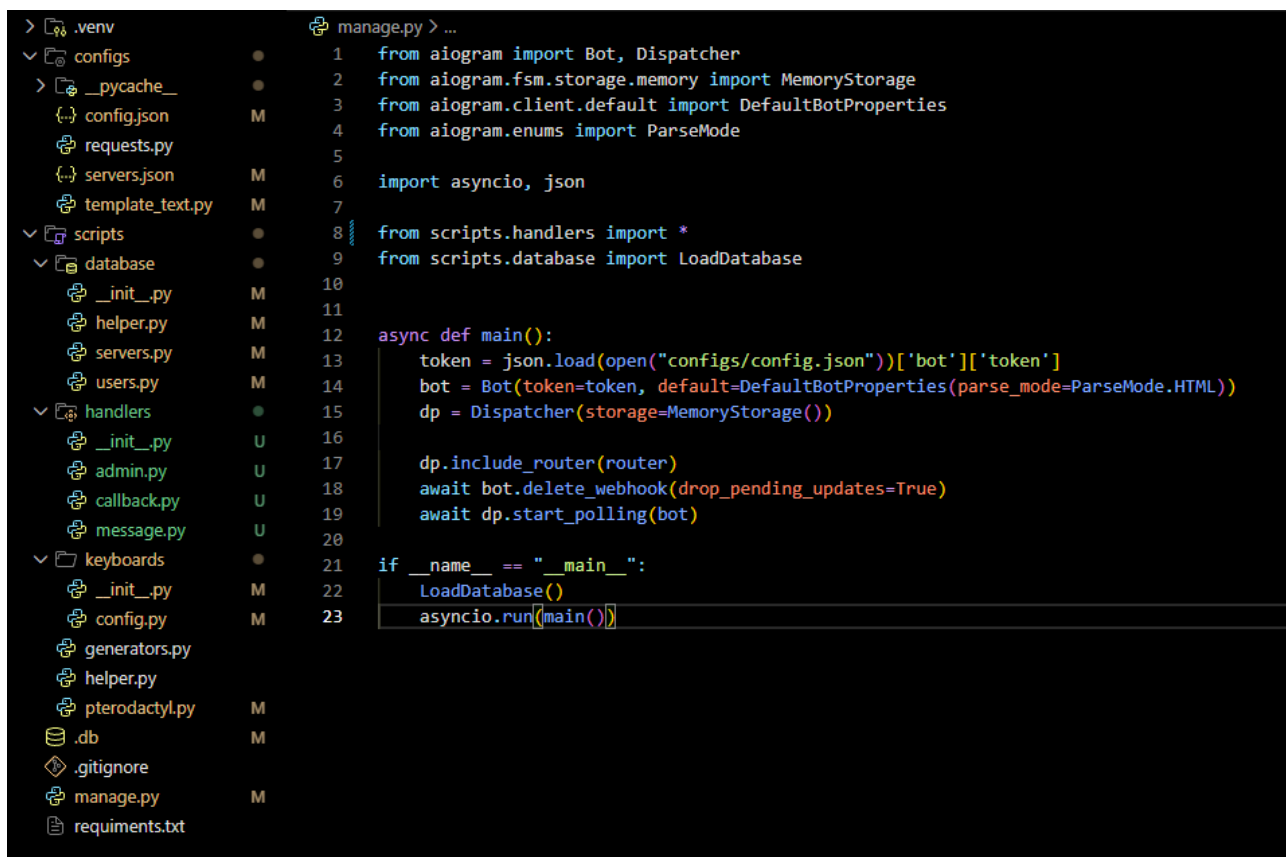 .venv
configs
__pycache__
config.json M
requests.py
servers.json M
template_text.py M
scripts
database
__init__.py M
helper.py M
servers.py M
users.py M
handlers
__init__.py U
admin.py U
callback.py U
message.py U
keyboards
__init__.py M
config.py M
generators.py
helper.py
pterodactyl.py M
.db M
.gitignore
manage.py M
requiments.txt
manage.py > ...
1 from aiogram import Bot, Dispatcher
2 from aiogram.fsm.storage.memory import MemoryStorage
3 from aiogram.client.default import DefaultBotProperties
4 from aiogram.enums import ParseMode
5
6 import asyncio, json
7
8 from scripts.handlers import *
9 from scripts.database import LoadDatabase
10
11
12 async def main():
13     token = json.load(open("configs/config.json"))['bot']['token']
14     bot = Bot(token=token, default=DefaultBotProperties(parse_mode=ParseMode.HTML))
15     dp = Dispatcher(storage=MemoryStorage())
16
17     dp.include_router(router)
18     await bot.delete_webhook(drop_pending_updates=True)
19     await dp.start_polling(bot)
20
21 if __name__ == "__main__":
22     LoadDatabase()
23     asyncio.run(main())